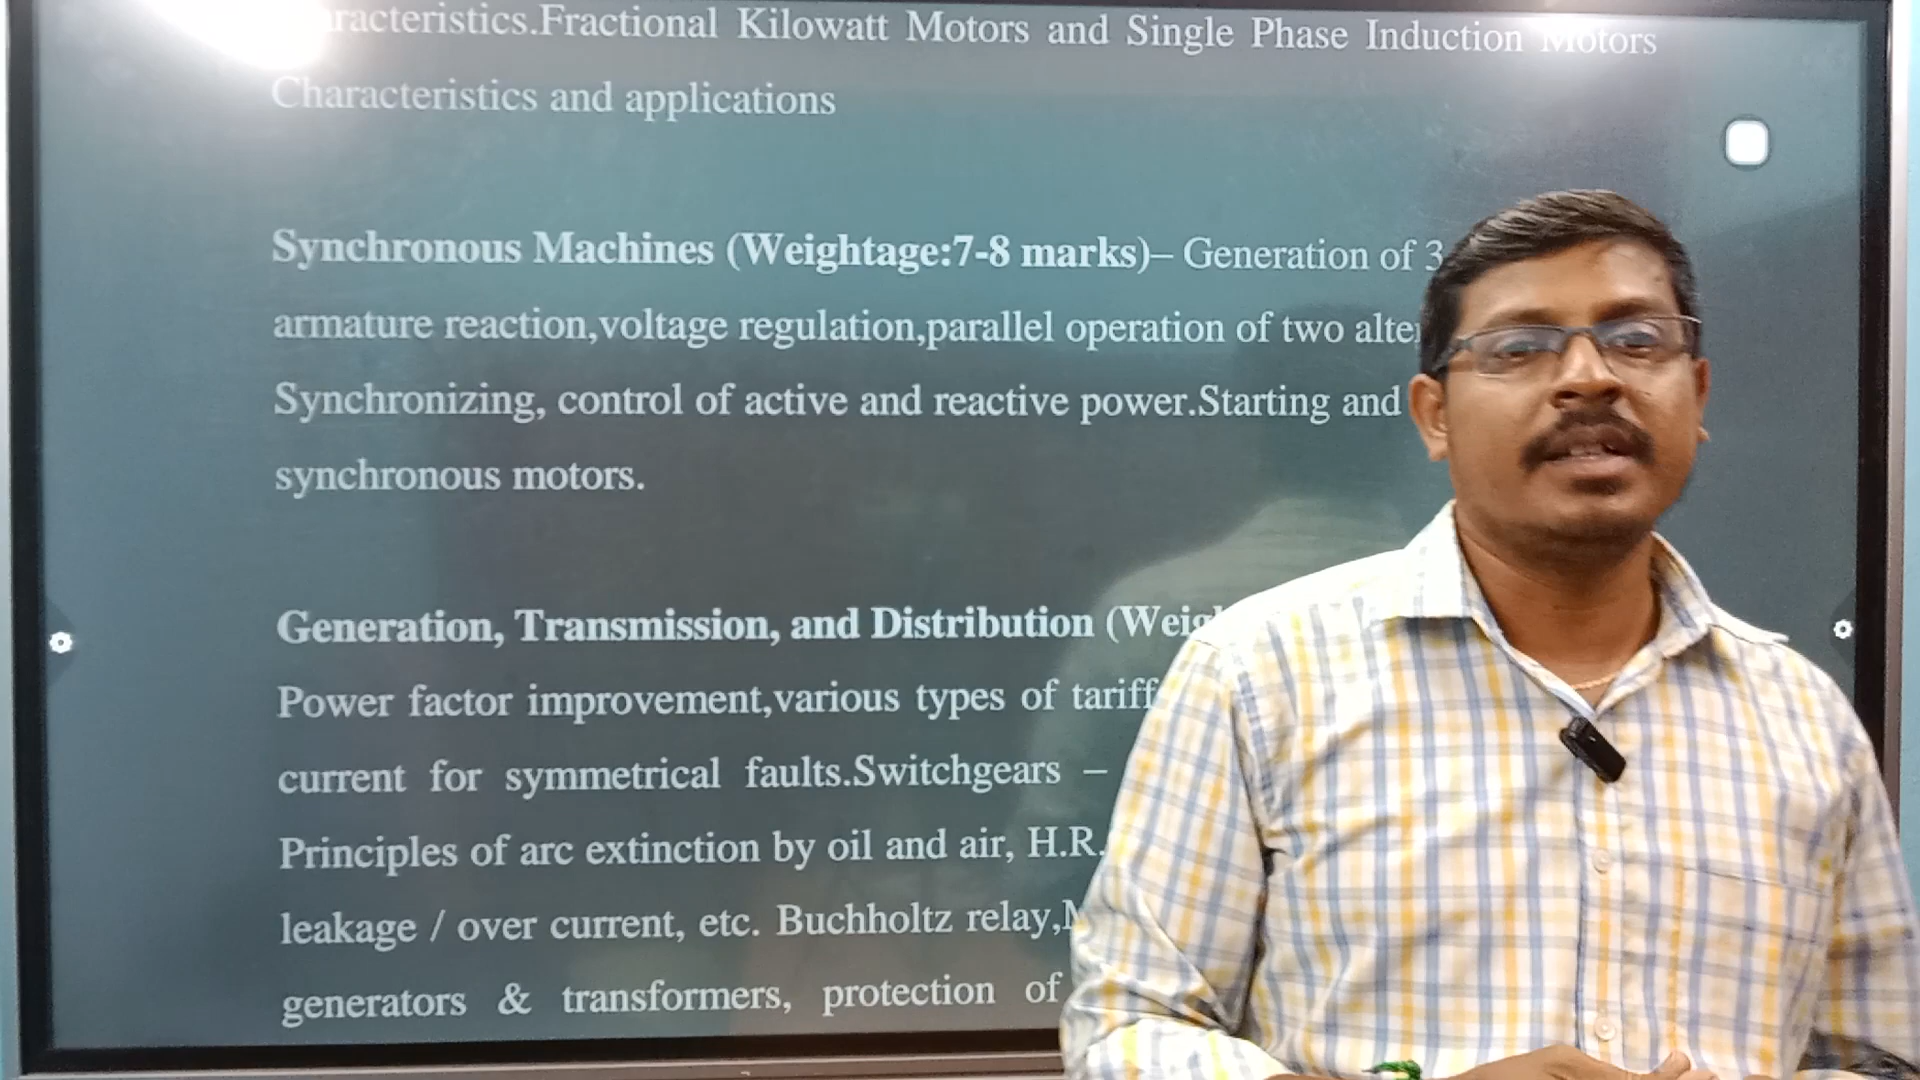 racteristics.Fractional Kilowatt Motors and Single Phase Induction Motors
Characteristics and applications
Synchronous Machines (Weightage:7-8 marks)– Generation of 3
armature reaction,voltage regulation,parallel operation of two alter
Synchronizing, control of active and reactive power.Starting and
synchronous motors.
Generation, Transmission, and Distribution (Weig
Power factor improvement,various types of tariff
current for symmetrical faults.Switchgears –
Principles of arc extinction by oil and air, H.R.
leakage / over current, etc. Buchholtz relay,M
generators & transformers, protection of